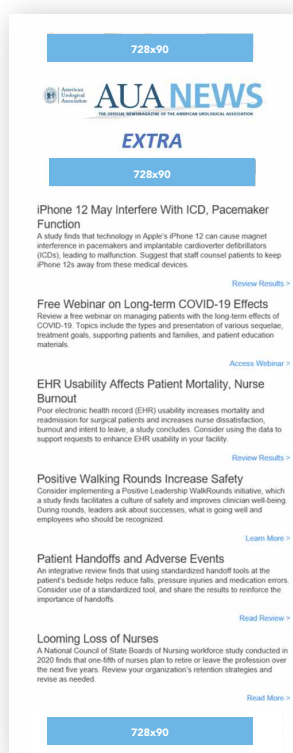 728x90
American
Urological
Association
AUANEWS
THE OFFICIAL NEWSMAGAZINE OF THE AMERICAN UROLOGICAL ASSOCIATION
EXTRA
728x90
iPhone 12 May Interfere With ICD, Pacemaker
Function
A study finds that technology in Apple's iPhone 12 can cause magnet
interference in pacemakers and implantable cardioverter defibrillators
(ICDs), leading to malfunction. Suggest that staff counsel patients to keep
iPhone 12s away from these medical devices.
Review Results >
Free Webinar on Long-term COVID-19 Effects
Review a free webinar on managing patients with the long-term effects of
COVID-19. Topics include the types and presentation of various sequelae,
treatment goals, supporting patients and families, and patient education
materials.
Access Webinar >
EHR Usability Affects Patient Mortality, Nurse
Burnout
Poor electronic health record (EHR) usability increases mortality and
readmission for surgical patients and increases nurse dissatisfaction,
burnout and intent to leave, a study concludes. Consider using the data to
support requests to enhance EHR usability in your facility.
Review Results >
Positive Walking Rounds Increase Safety
Consider implementing a Positive Leadership WalkRounds initiative, which
a study finds facilitates a culture of safety and improves clinician well-being.
During rounds, leaders ask about successes, what is going well and
employees who should be recognized.
Learn More >
Patient Handoffs and Adverse Events
An integrative review finds that using standardized handoff tools at the
patient's bedside helps reduce falls, pressure injuries and medication errors.
Consider use of a standardized tool, and share the results to reinforce the
importance of handoffs.
Read Review >
Looming Loss of Nurses
A National Council of State Boards of Nursing workforce study conducted in
2020 finds that one-fifth of nurses plan to retire or leave the profession over
the next five years. Review your organization's retention strategies and
revise as needed.
Read More >
728x90